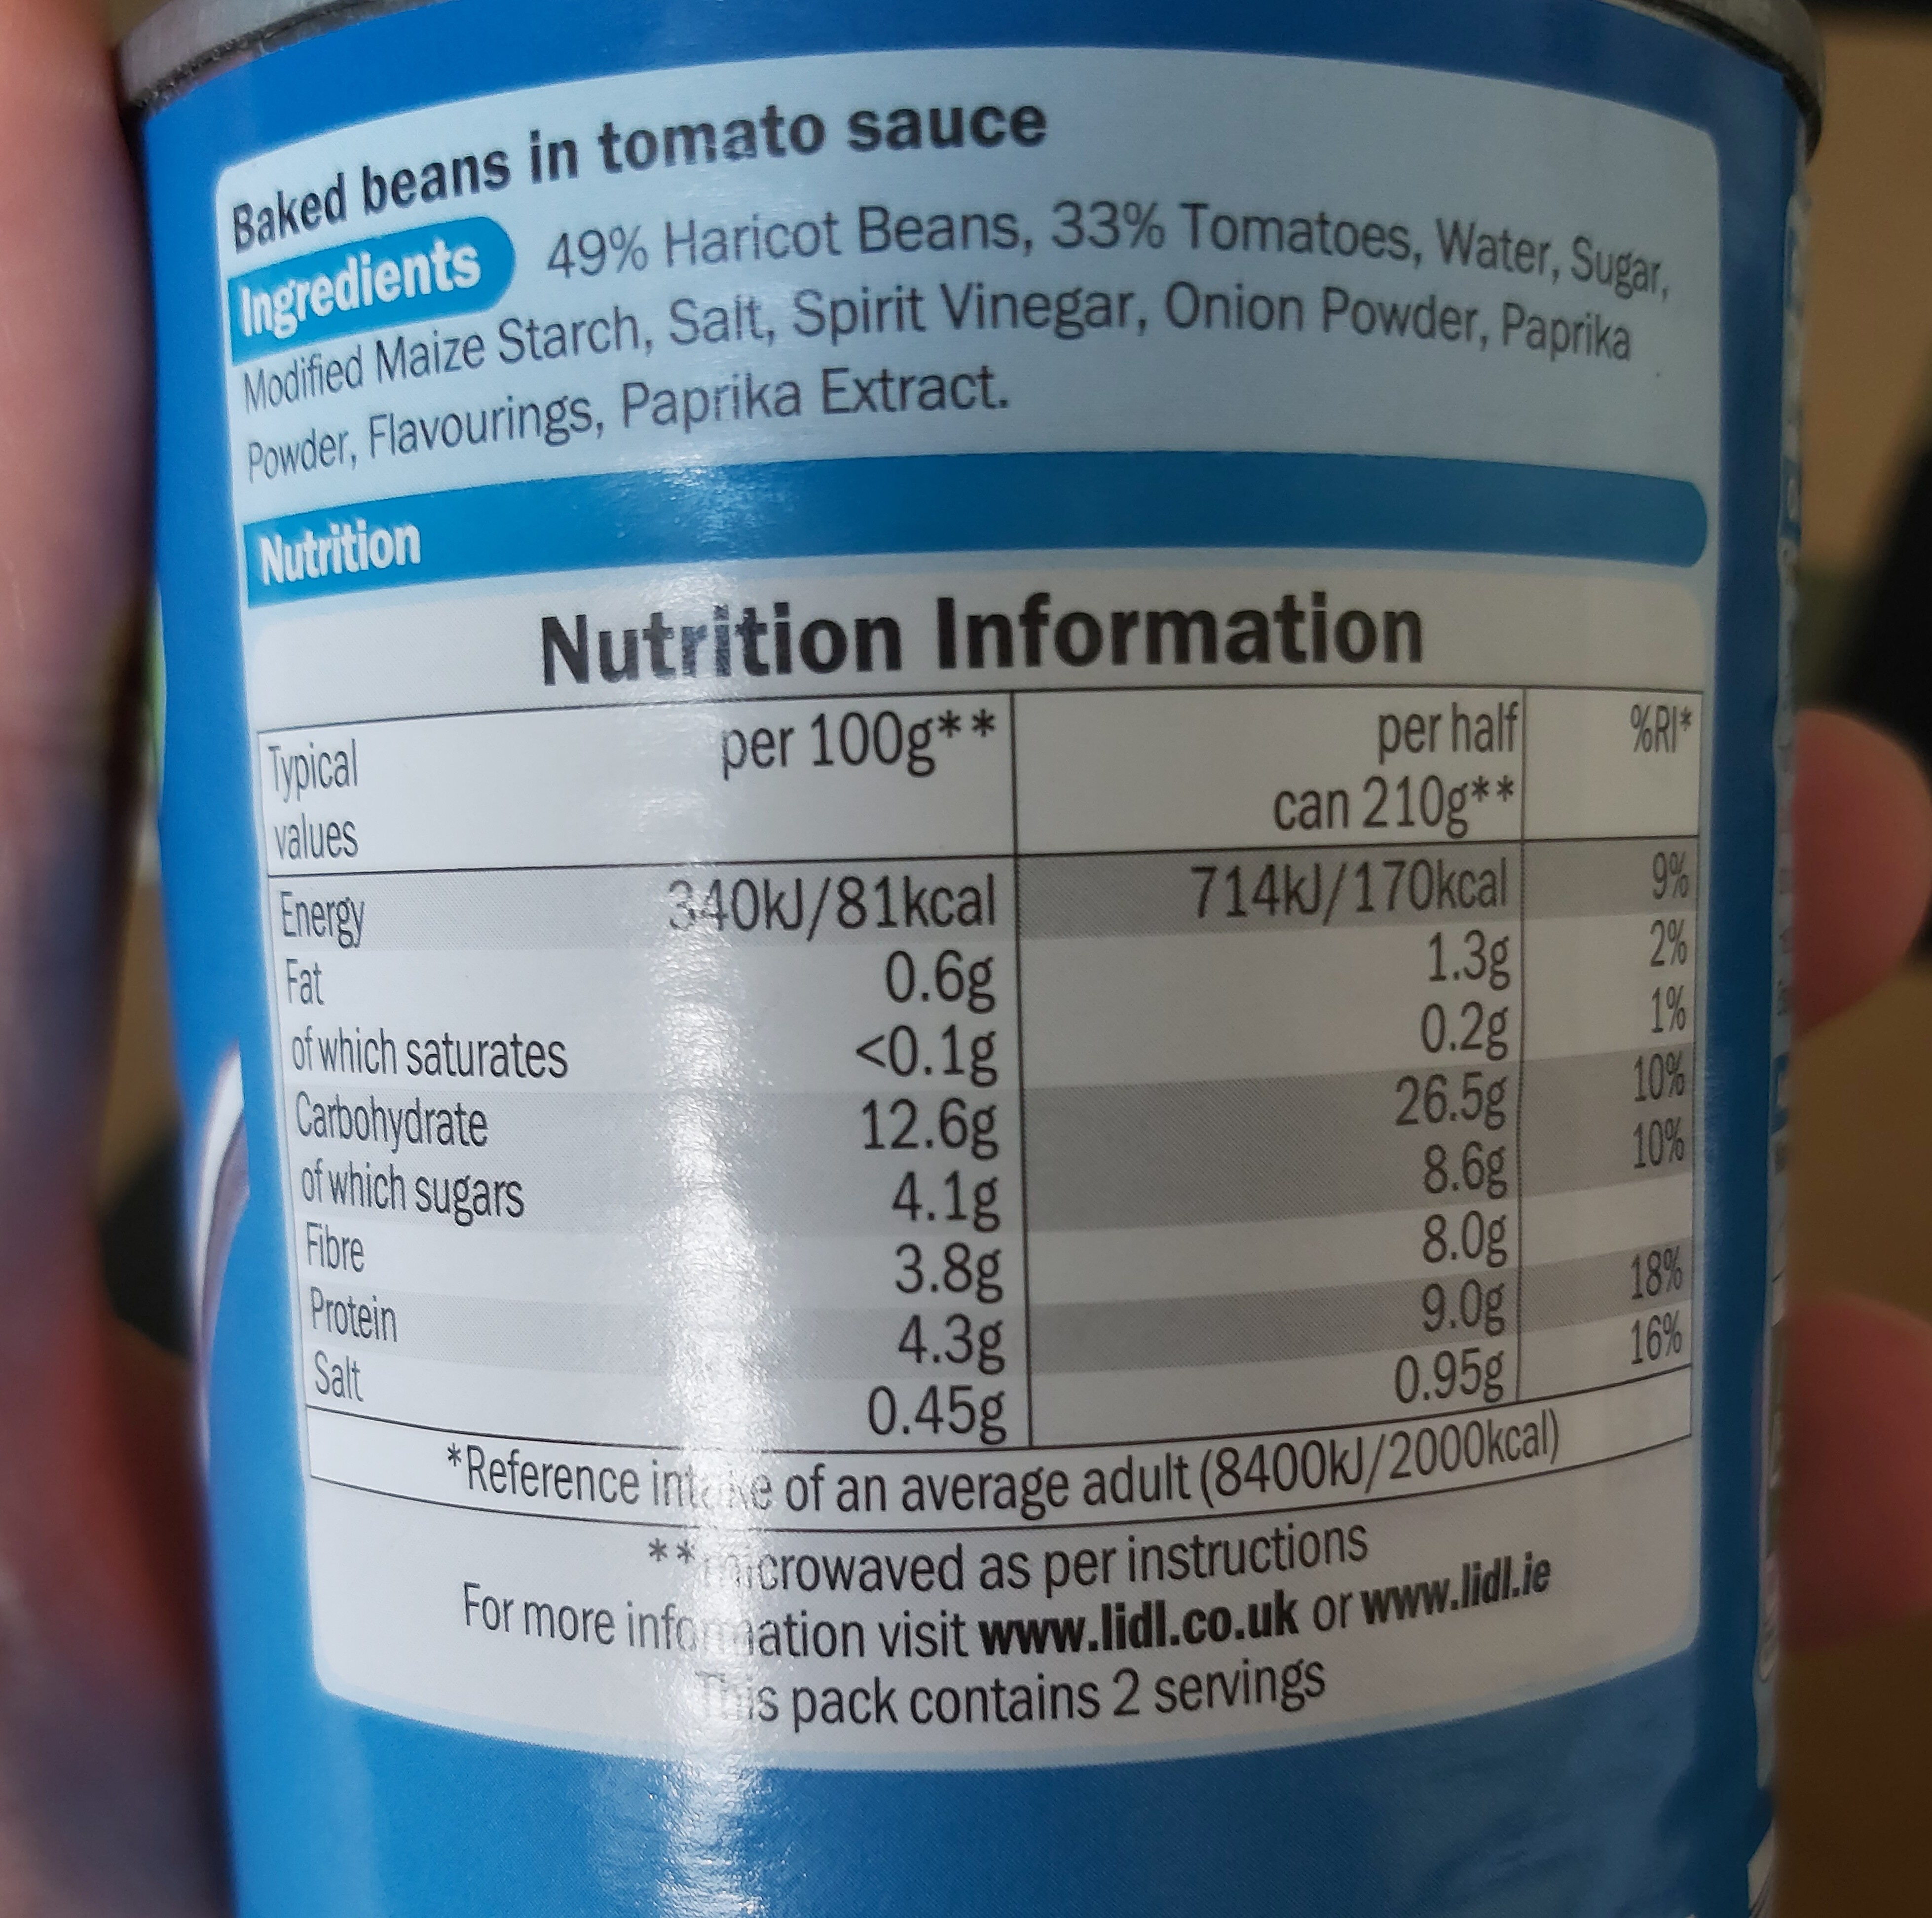 Baked beans in tomato sauce
Ingredients 49% Haricot Beans, 33% Tomatoes, Water, Sugar,
Modified Maize Starch, Salt, Spirit Vinegar, Onion Powder, Paprika
Powder, Flavourings, Paprika Extract.
Nutrition
Nutrition Information
Typical values per 100g** per half can 210g** %RI*
Energy 340kJ/81kcal 714kJ/170kcal 9%
Fat 0.6g 1.3g 2%
of which saturates <0.1g 0.2g 1%
Carbohydrate 12.6g 26.5g 10%
of which sugars 4.1g 8.6g 10%
Fibre 3.8g 8.0g
Protein 4.3g 9.0g 18%
Salt 0.45g 0.95g 16%
*Reference intake of an average adult (8400kJ/2000kcal)
**microwaved as per instructions
For more information visit www.lidl.co.uk or www.lidl.ie
This pack contains 2 servings